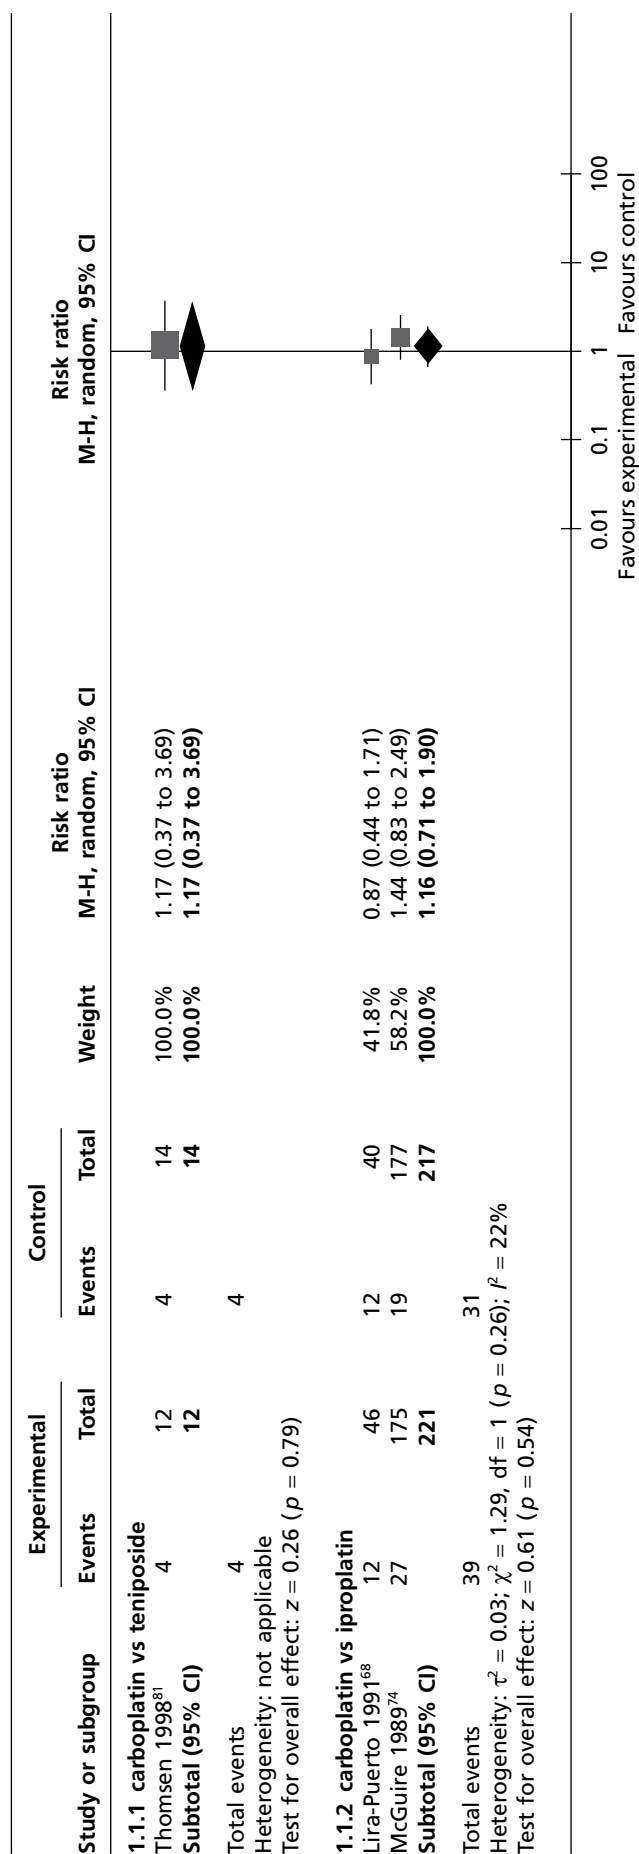 Experimental Control Risk ratio Risk ratio
Study or subgroup Events Total Events Total Weight M-H, random, 95% CI M-H, random, 95% CI
1.1.1 carboplatin vs teniposide
Thomsen 1998⁸¹ 4 12 4 14 100.0% 1.17 (0.37 to 3.69)
Subtotal (95% CI) 12 14 100.0% 1.17 (0.37 to 3.69)
Total events 4 4
Heterogeneity: not applicable
Test for overall effect: z = 0.26 (p = 0.79)
1.1.2 carboplatin vs iproplatin
Lira-Puerto 1991⁶⁸ 12 46 12 40 41.8% 0.87 (0.44 to 1.71)
McGuire 1989⁷⁴ 27 175 19 177 58.2% 1.44 (0.83 to 2.49)
Subtotal (95% CI) 221 217 100.0% 1.16 (0.71 to 1.90)
Total events 39 31
Heterogeneity: τ² = 0.03; χ² = 1.29, df = 1 (p = 0.26); I² = 22%
Test for overall effect: z = 0.61 (p = 0.54)
0.01 0.1 1 10 100
Favours experimental Favours control